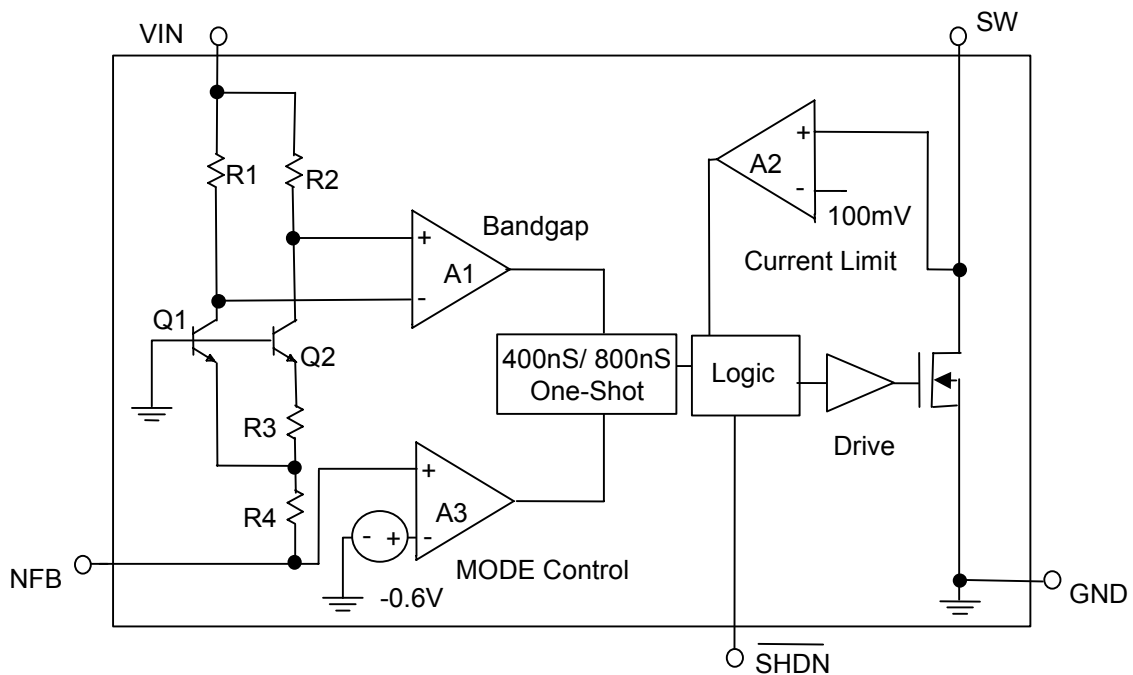 VIN
SW
R1
R2
+
A2
-
100mV
Current Limit
Bandgap
+
A1
-
Q1
Q2
400nS/ 800nS
One-Shot
Logic
Drive
R3
R4
+
A3
-
- +
-0.6V
MODE Control
NFB
GND
SHDN